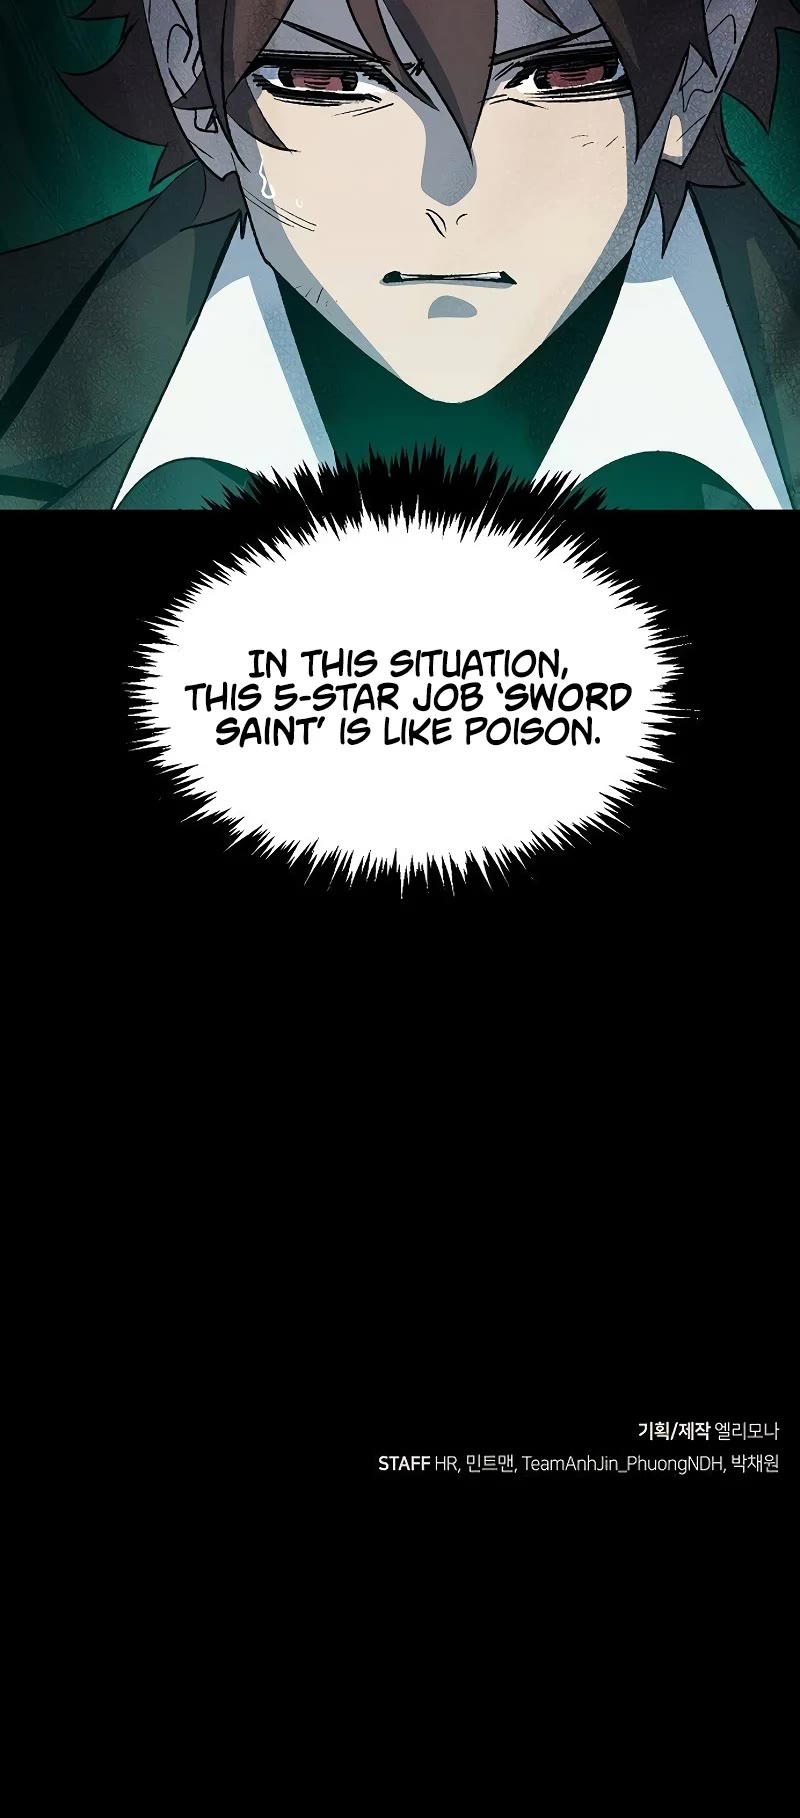 IN THIS SITUATION,
THIS 5-STAR JOB 'SWORD
SAINT' IS LIKE POISON.
기획/제작 엘리모나
STAFF HR, 민트맨, TeamAnhJin_PhuongNDH, 박채원